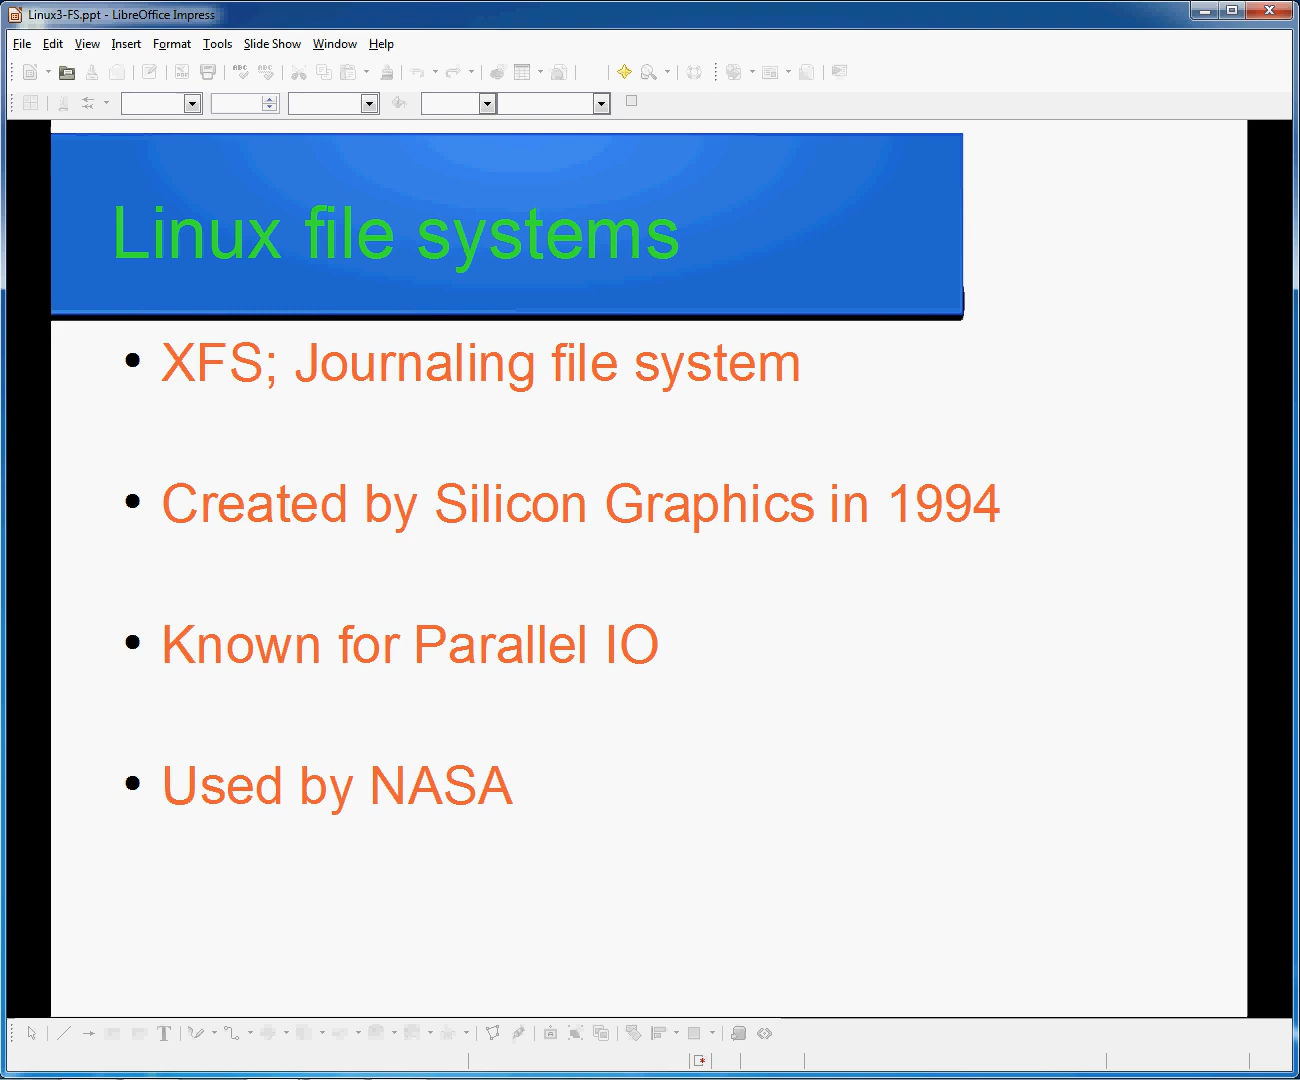 Linux3-FS.ppt - LibreOffice Impress
File Edit View Insert Format Tools Slide Show Window Help
Linux file systems
• XFS; Journaling file system
• Created by Silicon Graphics in 1994
• Known for Parallel IO
• Used by NASA